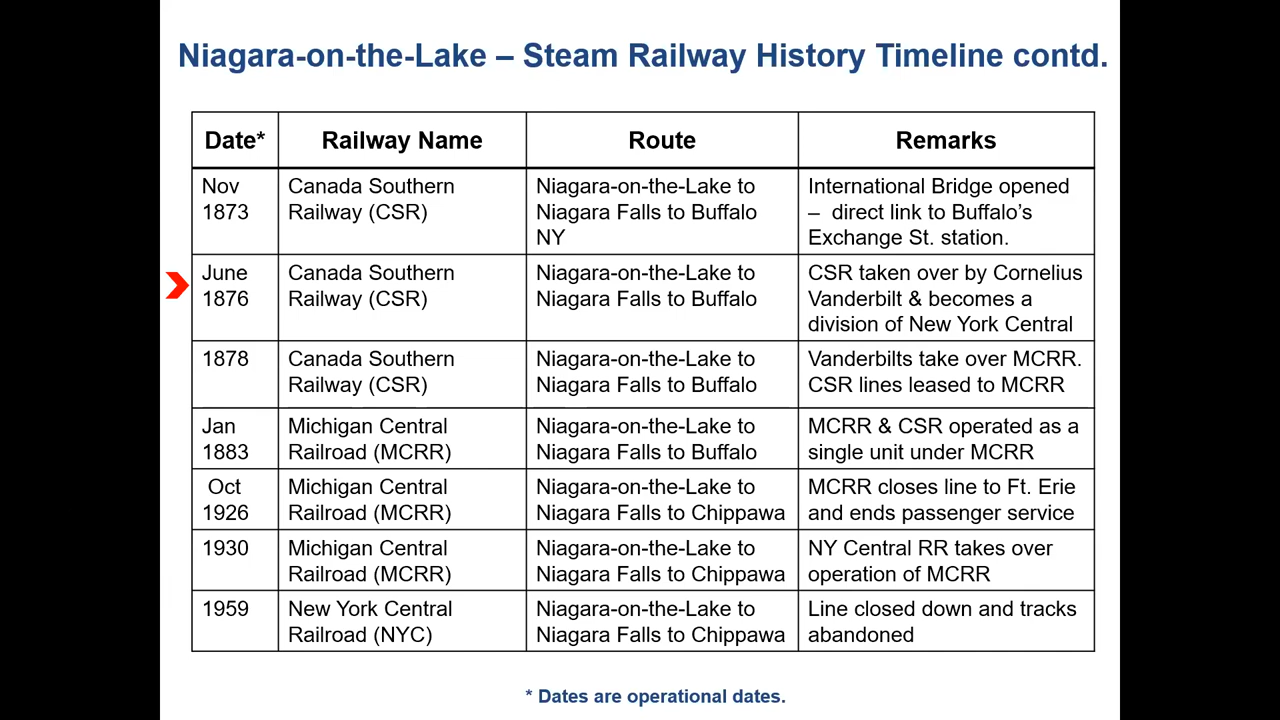 Niagara-on-the-Lake – Steam Railway History Timeline contd.
Date*
Railway Name
Route
Remarks
Nov
1873
Canada Southern
Railway (CSR)
Niagara-on-the-Lake to
Niagara Falls to Buffalo
NY
International Bridge opened
– direct link to Buffalo’s
Exchange St. station.
June
1876
Canada Southern
Railway (CSR)
Niagara-on-the-Lake to
Niagara Falls to Buffalo
CSR taken over by Cornelius
Vanderbilt & becomes a
division of New York Central
1878
Canada Southern
Railway (CSR)
Niagara-on-the-Lake to
Niagara Falls to Buffalo
Vanderbilts take over MCRR.
CSR lines leased to MCRR
Jan
1883
Michigan Central
Railroad (MCRR)
Niagara-on-the-Lake to
Niagara Falls to Buffalo
MCRR & CSR operated as a
single unit under MCRR
Oct
1926
Michigan Central
Railroad (MCRR)
Niagara-on-the-Lake to
Niagara Falls to Chippawa
MCRR closes line to Ft. Erie
and ends passenger service
1930
Michigan Central
Railroad (MCRR)
Niagara-on-the-Lake to
Niagara Falls to Chippawa
NY Central RR takes over
operation of MCRR
1959
New York Central
Railroad (NYC)
Niagara-on-the-Lake to
Niagara Falls to Chippawa
Line closed down and tracks
abandoned
* Dates are operational dates.